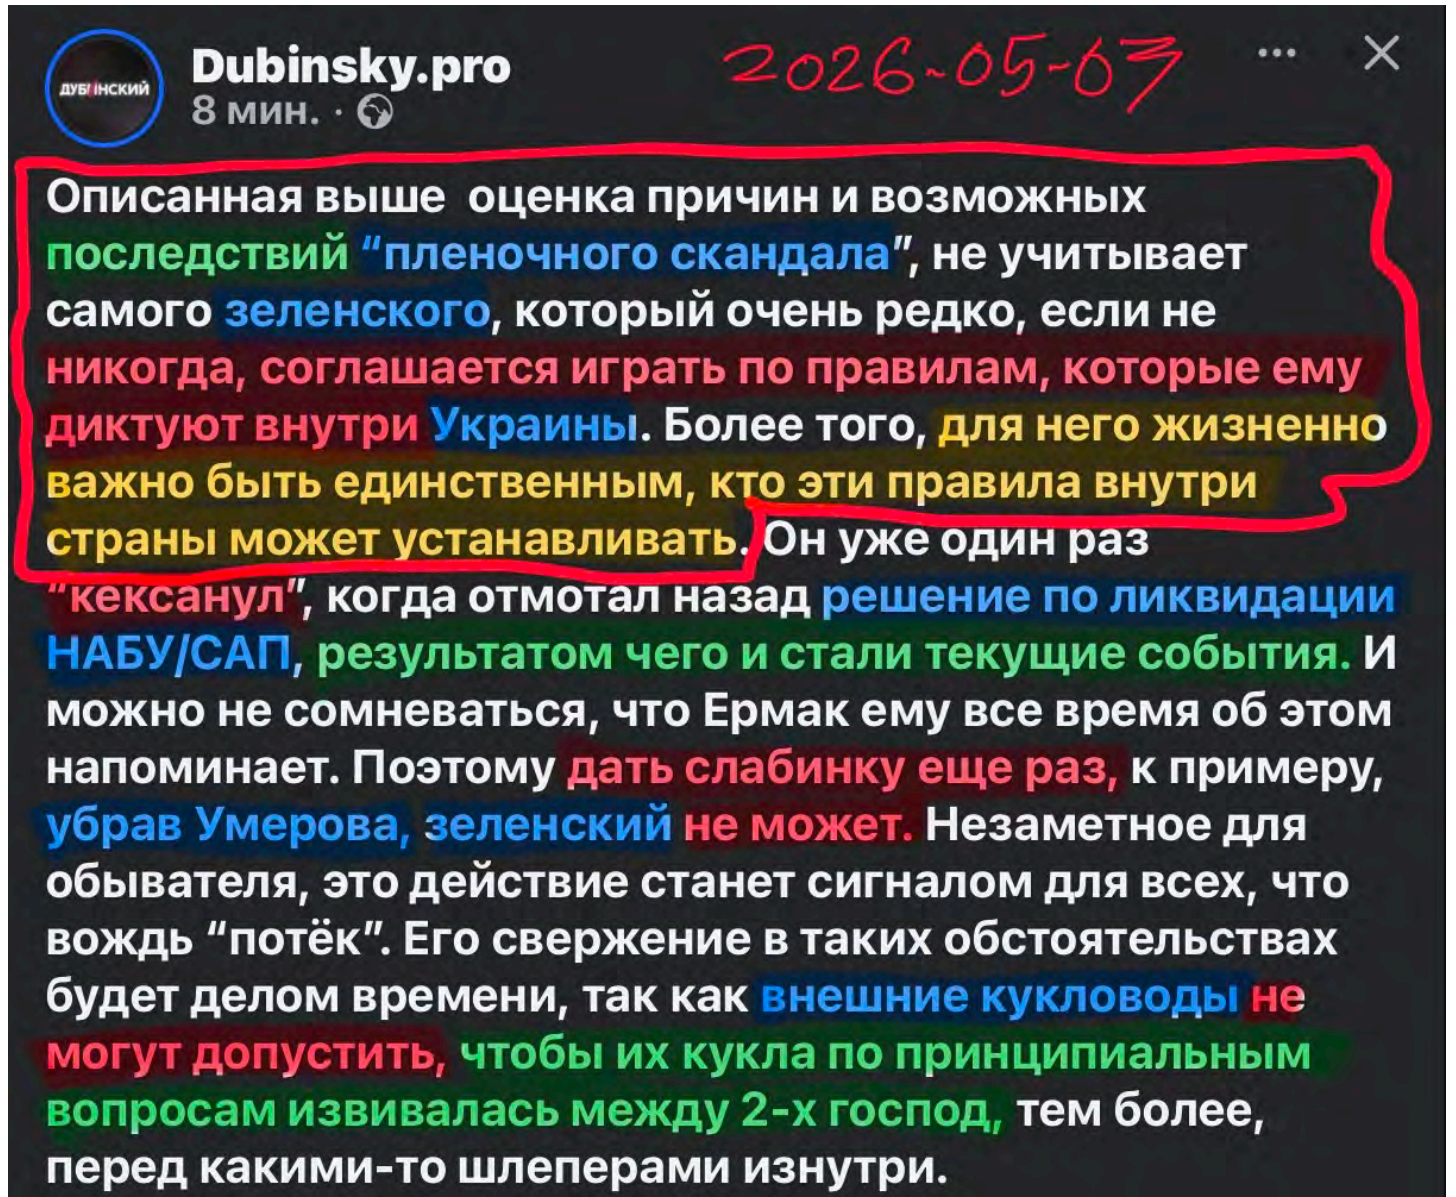 ДУБІНСКИЙ
Dubinsky.pro
2026-05-03
8 мин.
Описанная выше  оценка причин и возможных
последствий “пленочного скандала”, не учитывает
самого зеленского, который очень редко, если не
никогда, соглашается играть по правилам, которые ему
диктуют внутри Украины. Более того, для него жизненно
важно быть единственным, кто эти правила внутри
страны может устанавливать. Он уже один раз
“кексанул”, когда отмотал назад решение по ликвидации
НАБУ/САП, результатом чего и стали текущие события. И
можно не сомневаться, что Ермак ему все время об этом
напоминает. Поэтому дать слабинку еще раз, к примеру,
убрав Умерова, зеленский не может. Незаметное для
обывателя, это действие станет сигналом для всех, что
вождь “потёк”. Его свержение в таких обстоятельствах
будет делом времени, так как внешние кукловоды не
могут допустить, чтобы их кукла по принципиальным
вопросам извивалась между 2-х господ, тем более,
перед какими-то шлеперами изнутри.